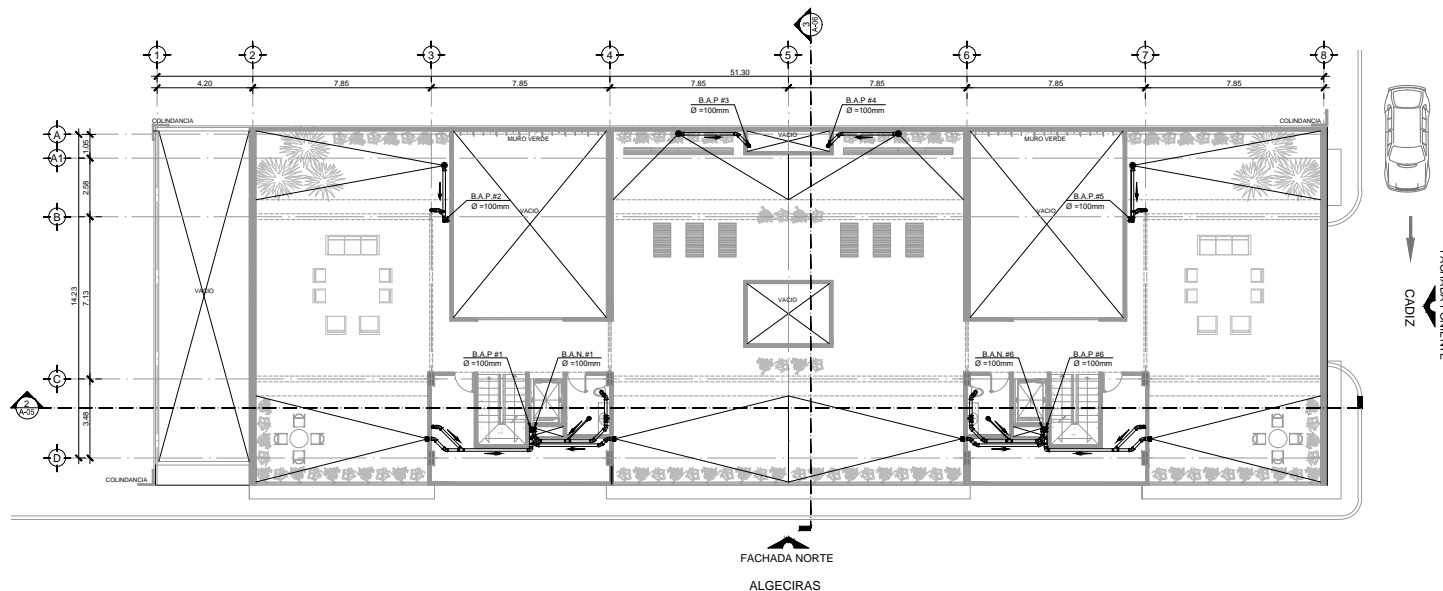 3
A-06
1
2
3
4
5
6
7
8
51.30
4.20
7.85
7.85
7.85
7.85
7.85
7.85
B.A.P #3
Ø =100mm
B.A.P #4
Ø =100mm
COLINDANCIA
COLINDANCIA
A
A1
B
C
D
1.05
2.58
7.13
3.48
14.23
MURO VERDE
VACIO
MURO VERDE
B.A.P.#2
Ø =100mm
B.A.P.#5
Ø =100mm
VACIO
VACIO
VACIO
VACIO
B.A.P #1
Ø =100mm
B.A.N. #1
Ø =100mm
B.A.N. #6
Ø =100mm
B.A.P #6
Ø =100mm
2
A-05
COLINDANCIA
CADIZ
FACHADA NORTE
ALGECIRAS